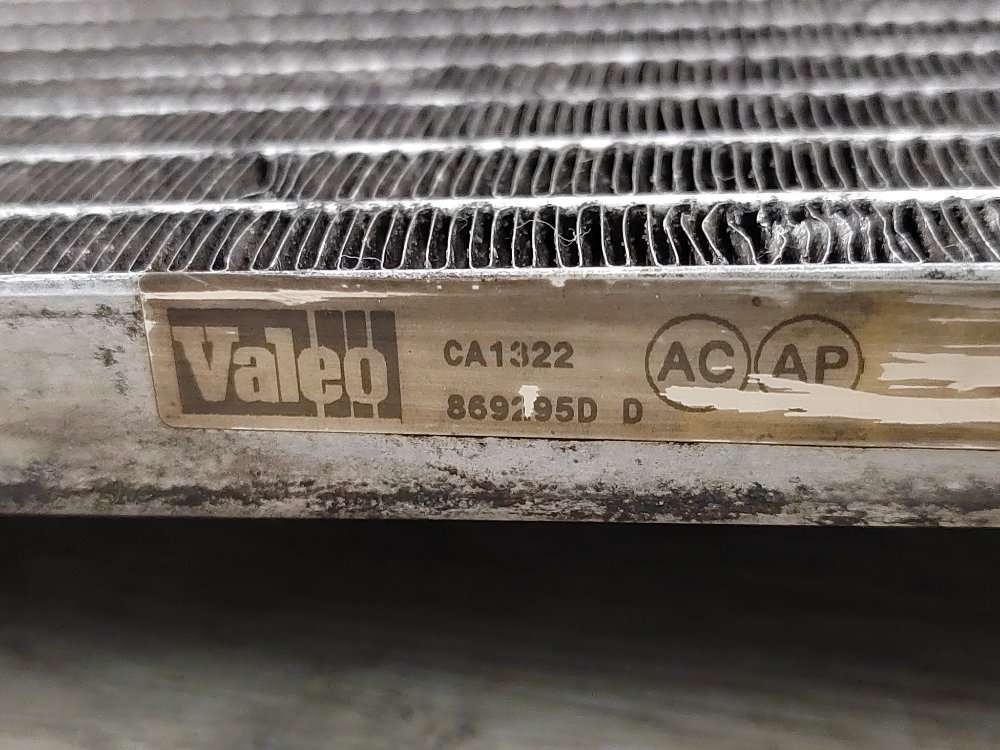 Valeo
CA1322
869295D D
AC AP